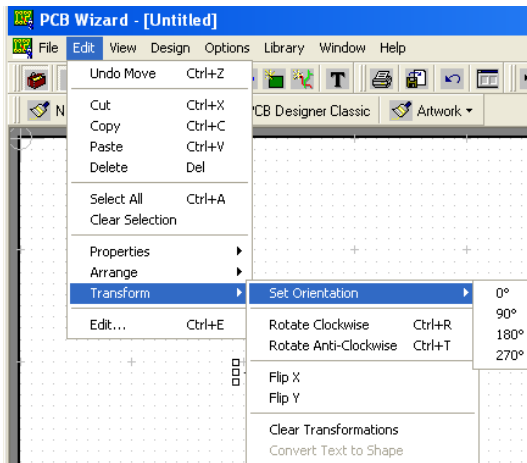 PCB Wizard - [Untitled]
File Edit View Design Options Library Window Help
T
N
PCB Designer Classic Artwork
Undo Move Ctrl+Z
Cut Ctrl+X
Copy Ctrl+C
Paste Ctrl+V
Delete Del
Select All Ctrl+A
Clear Selection
Properties
Arrange
Transform
Edit... Ctrl+E
Set Orientation
Rotate Clockwise Ctrl+R
Rotate Anti-Clockwise Ctrl+T
Flip X
Flip Y
Clear Transformations
Convert Text to Shape
0°
90°
180°
270°